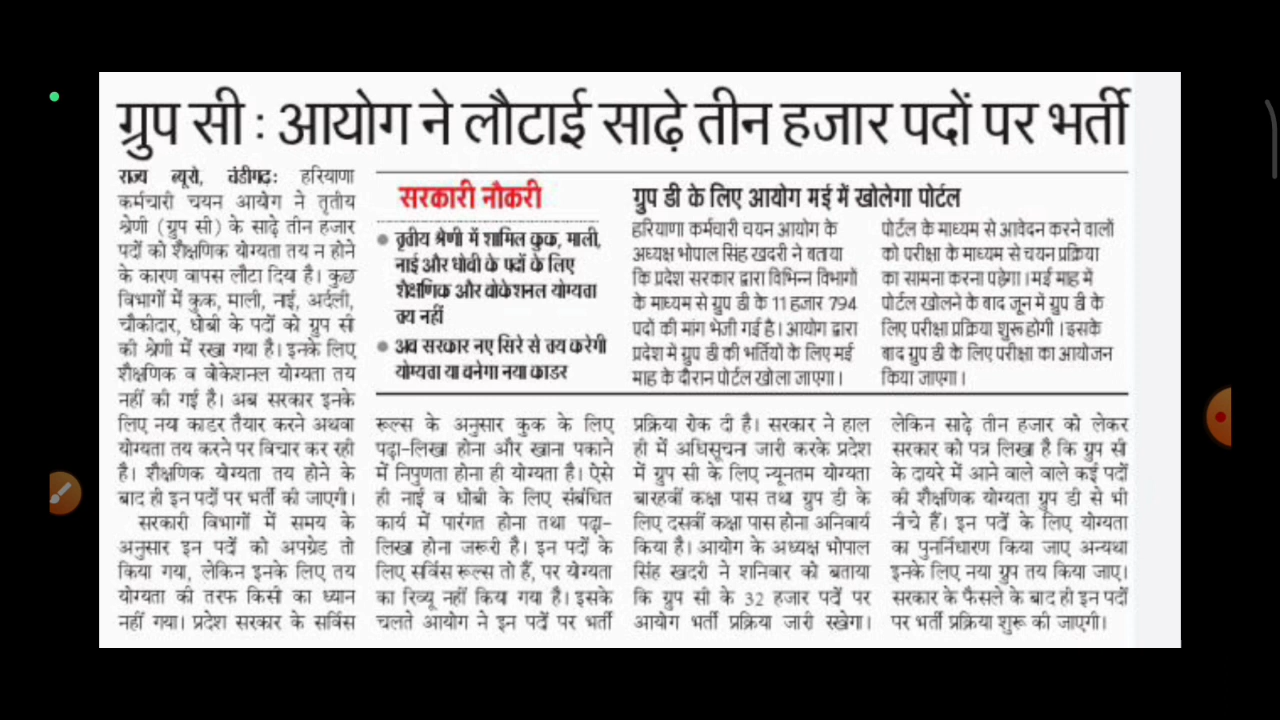 ग्रुप सी : आयोग ने लौटाई साढ़े तीन हजार पदों पर भर्ती
राज्य ब्यूरो, चंडीगढ़: हरियाणा
कर्मचारी चयन आयोग ने तृतीय
श्रेणी (ग्रुप सी) के साढ़े तीन हजार
पदों को शैक्षणिक योग्यता तय न होने
के कारण वापस लौटा दिया है। कुछ
विभागों में कुक, माली, नाई, अर्दली,
चौकीदार, धोबी के पदों को ग्रुप सी
की श्रेणी में रखा गया है। इनके लिए
शैक्षणिक व वोकेशनल योग्यता तय
नहीं की गई है। अब सरकार इनके
लिए नया काडर तैयार करने अथवा
योग्यता तय करने पर विचार कर रही
है। शैक्षणिक योग्यता तय होने के
बाद ही इन पदों पर भर्ती की जाएगी।
सरकारी विभागों में समय के
अनुसार इन पदों को अपग्रेड तो
किया गया, लेकिन इनके लिए तय
योग्यता की तरफ किसी का ध्यान
नहीं गया। प्रदेश सरकार के सर्विस
सरकारी नौकरी
● तृतीय श्रेणी में शामिल कुक, माली,
नाई और धोबी के पदों के लिए
शैक्षणिक और वोकेशनल योग्यता
तय नहीं
● अब सरकार नए सिरे से तय करेगी
योग्यता या बनेगा नया काडर
ग्रुप डी के लिए आयोग मई में खोलेगा पोर्टल
हरियाणा कर्मचारी चयन आयोग के
अध्यक्ष भोपाल सिंह खदरी ने बताया
कि प्रदेश सरकार द्वारा विभिन्न विभागों
के माध्यम से ग्रुप डी के 11 हजार 794
पदों की मांग भेजी गई है। आयोग द्वारा
प्रदेश में ग्रुप डी की भर्तियों के लिए मई
माह के दौरान पोर्टल खोला जाएगा।
पोर्टल के माध्यम से आवेदन करने वालों
को परीक्षा के माध्यम से चयन प्रक्रिया
का सामना करना पड़ेगा। मई माह में
पोर्टल खोलने के बाद जून में ग्रुप डी के
लिए परीक्षा प्रक्रिया शुरू होगी। इसके
बाद ग्रुप डी के लिए परीक्षा का आयोजन
किया जाएगा।
रूल्स के अनुसार कुक के लिए
पढ़ा-लिखा होना और खाना पकाने
में निपुणता होना ही योग्यता है। ऐसे
ही नाई व धोबी के लिए संबंधित
कार्य में पारंगत होना तथा पढ़ा-
लिखा होना जरूरी है। इन पदों के
लिए सर्विस रूल्स तो हैं, पर योग्यता
का रिव्यू नहीं किया गया है। इसके
चलते आयोग ने इन पदों पर भर्ती
प्रक्रिया रोक दी है। सरकार ने हाल
ही में अधिसूचना जारी करके प्रदेश
में ग्रुप सी के लिए न्यूनतम योग्यता
बारहवीं कक्षा पास तथा ग्रुप डी के
लिए दसवीं कक्षा पास होना अनिवार्य
किया है। आयोग के अध्यक्ष भोपाल
सिंह खदरी ने शनिवार को बताया
कि ग्रुप सी के 32 हजार पदों पर
आयोग भर्ती प्रक्रिया जारी रखेगा।
लेकिन साढ़े तीन हजार को लेकर
सरकार को पत्र लिखा है कि ग्रुप सी
के दायरे में आने वाले वाले कई पदों
की शैक्षणिक योग्यता ग्रुप डी से भी
नीचे हैं। इन पदों के लिए योग्यता
का पुनर्निधारण किया जाए अन्यथा
इनके लिए नया ग्रुप तय किया जाए।
सरकार के फैसले के बाद ही इन पदों
पर भर्ती प्रक्रिया शुरू की जाएगी।